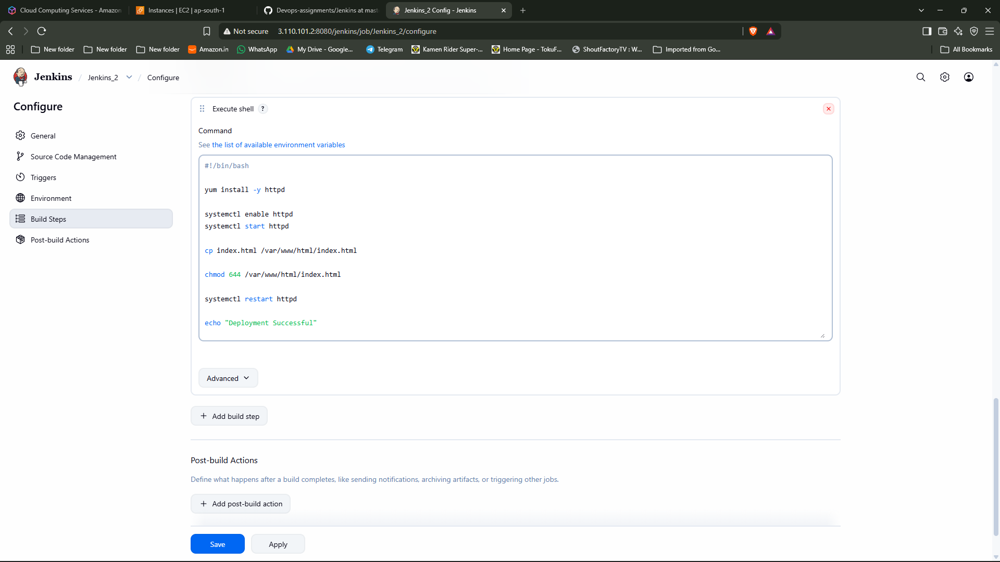 Cloud Computing Services - Amazon
Instances | EC2 | ap-south-1
Devops-assignments/Jenkins at mast
Jenkins_2 Config - Jenkins
Not secure
3.110.101.2:8080/jenkins/job/Jenkins_2/configure
New folder
New folder
New folder
Amazon.in
WhatsApp
My Drive - Google...
Telegram
Kamen Rider Super-...
Home Page - TokuF...
ShoutFactoryTV : W...
Imported from Go...
All Bookmarks
Jenkins / Jenkins_2 / Configure
Configure
General
Source Code Management
Triggers
Environment
Build Steps
Post-build Actions
Execute shell ?
Command
See the list of available environment variables
#!/bin/bash
yum install -y httpd
systemctl enable httpd
systemctl start httpd
cp index.html /var/www/html/index.html
chmod 644 /var/www/html/index.html
systemctl restart httpd
echo "Deployment Successful"
Advanced
+ Add build step
Post-build Actions
Define what happens after a build completes, like sending notifications, archiving artifacts, or triggering other jobs.
+ Add post-build action
Save
Apply